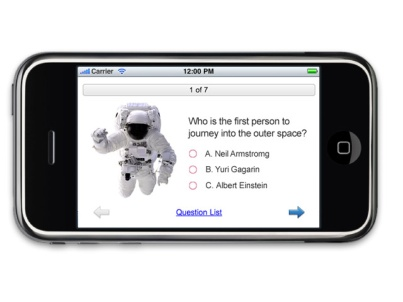 Carrier 12:00 PM
1 of 7
Who is the first person to
journey into the outer space?
A. Neil Armstromg
B. Yuri Gagarin
C. Albert Einstein
Question List